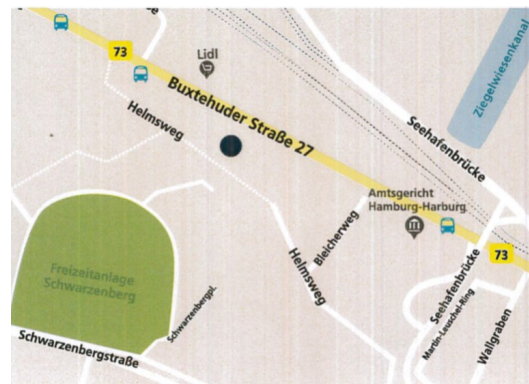 73
Lidl
Buxtehuder Straße 27
Helmsweg
Ziegelwiesenkanal
Seehafenbrücke
Amtsgericht
Hamburg-Harburg
Bleicherweg
Helmsweg
Freizeitanlage
Schwarzenberg
Schwarzenbergpl.
Schwarzenbergstraße
73
Seehafenbrücke
Martin-Leuschel-Ring
Wallgraben